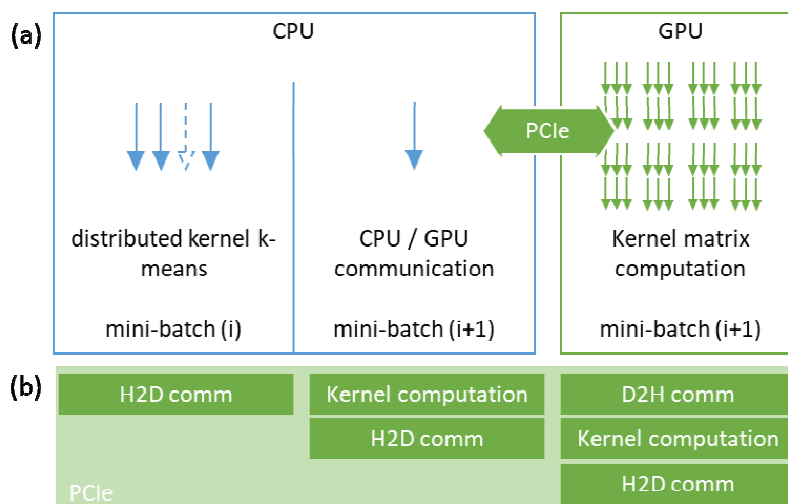 (a)
CPU
GPU
PCIe
distributed kernel k-
means
CPU / GPU
communication
Kernel matrix
computation
mini-batch (i)
mini-batch (i+1)
mini-batch (i+1)
(b)
H2D comm
Kernel computation
D2H comm
H2D comm
Kernel computation
PCIe
H2D comm